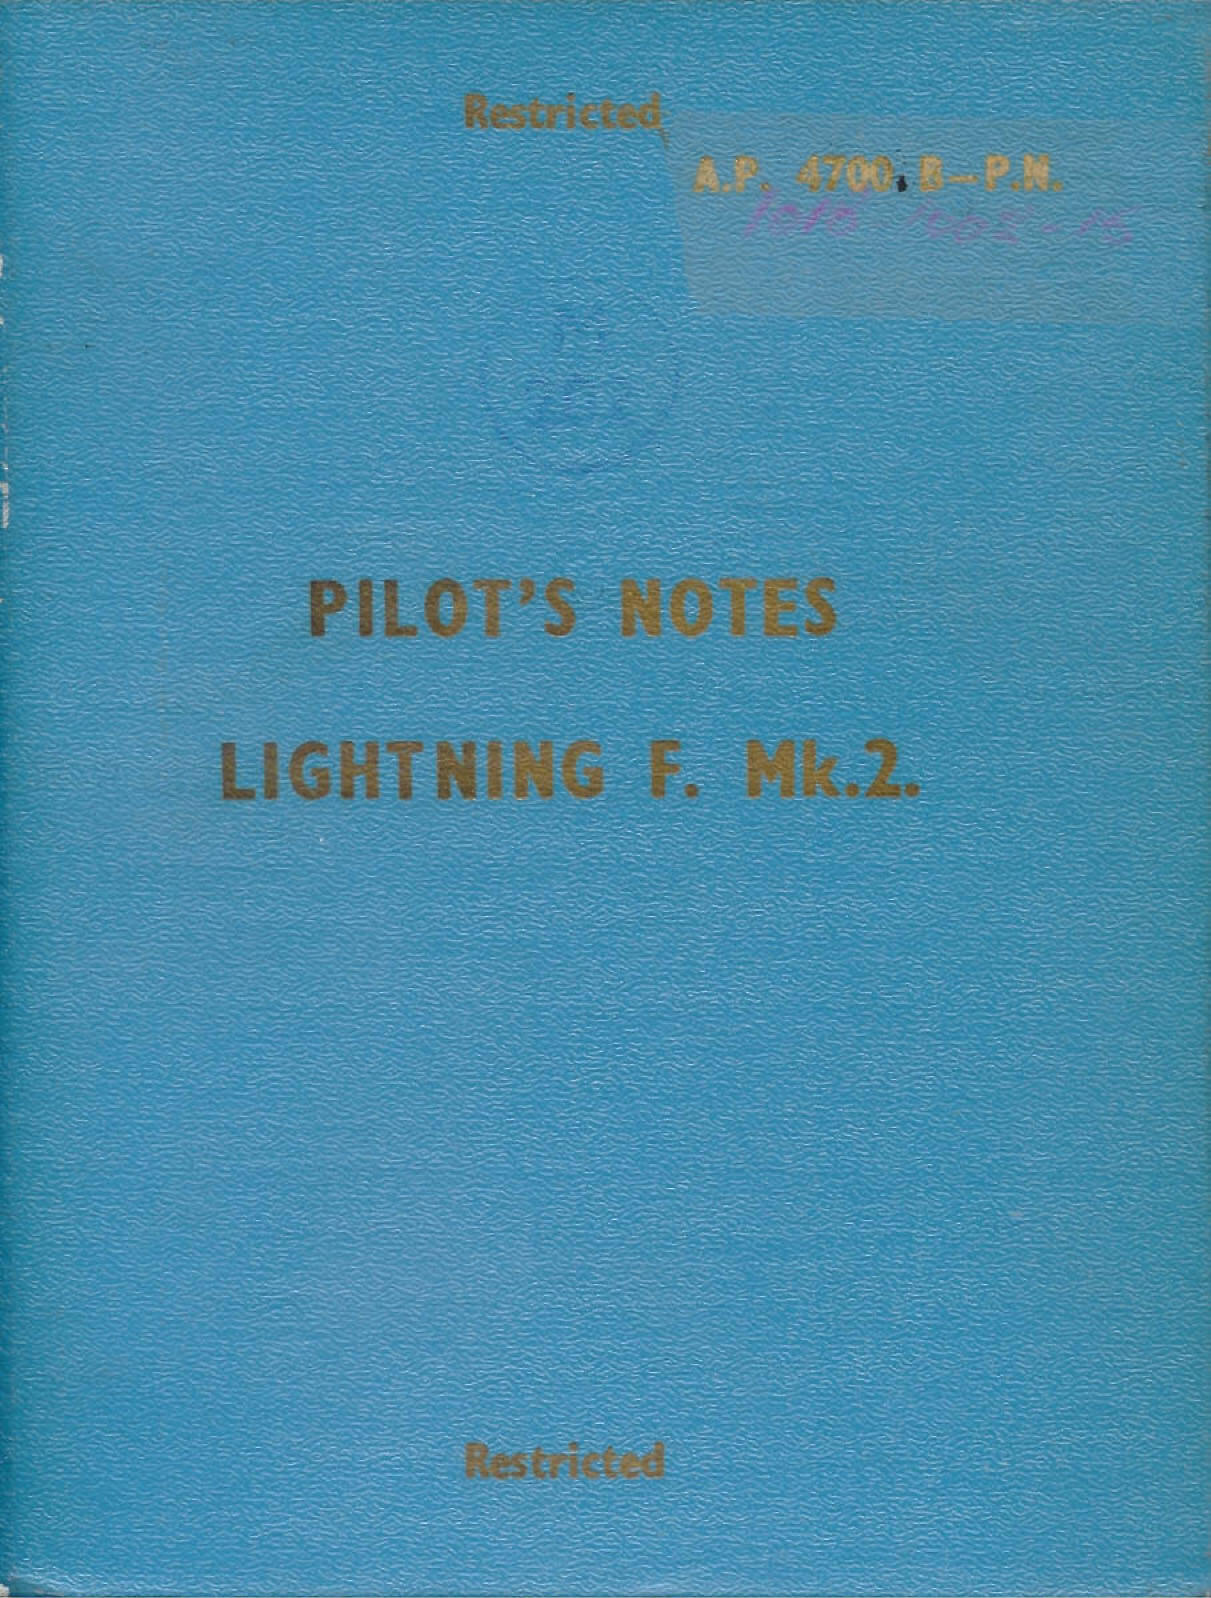 Restricted
A.P. 4700. B—P.N.
PILOT'S NOTES
LIGHTNING F. Mk.2.
Restricted